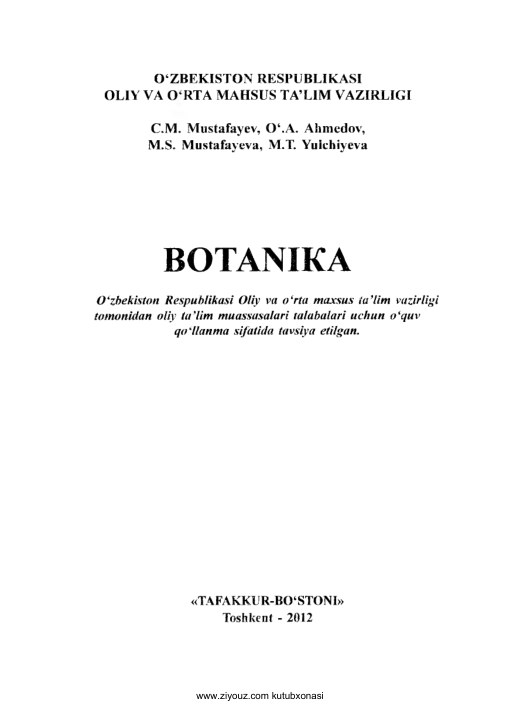 O‘ZBEKISTON RESPUBLIKASI
OLIY VA O‘RTA MAHSUS TA’LIM VAZIRLIGI
C.M. Mustafayev, O‘.A. Ahmedov,
M.S. Mustafayeva, M.T. Yulchiyeva
BOTANIKA
O‘zbekiston Respublikasi Oliy va o‘rta maxsus ta’lim vazirligi
tomonidan oliy ta’lim muassasalari talabalari uchun o‘quv
qo‘llanma sifatida tavsiya etilgan.
«TAFAKKUR-BO‘STONI»
Toshkent - 2012
www.ziyouz.com kutubxonasi